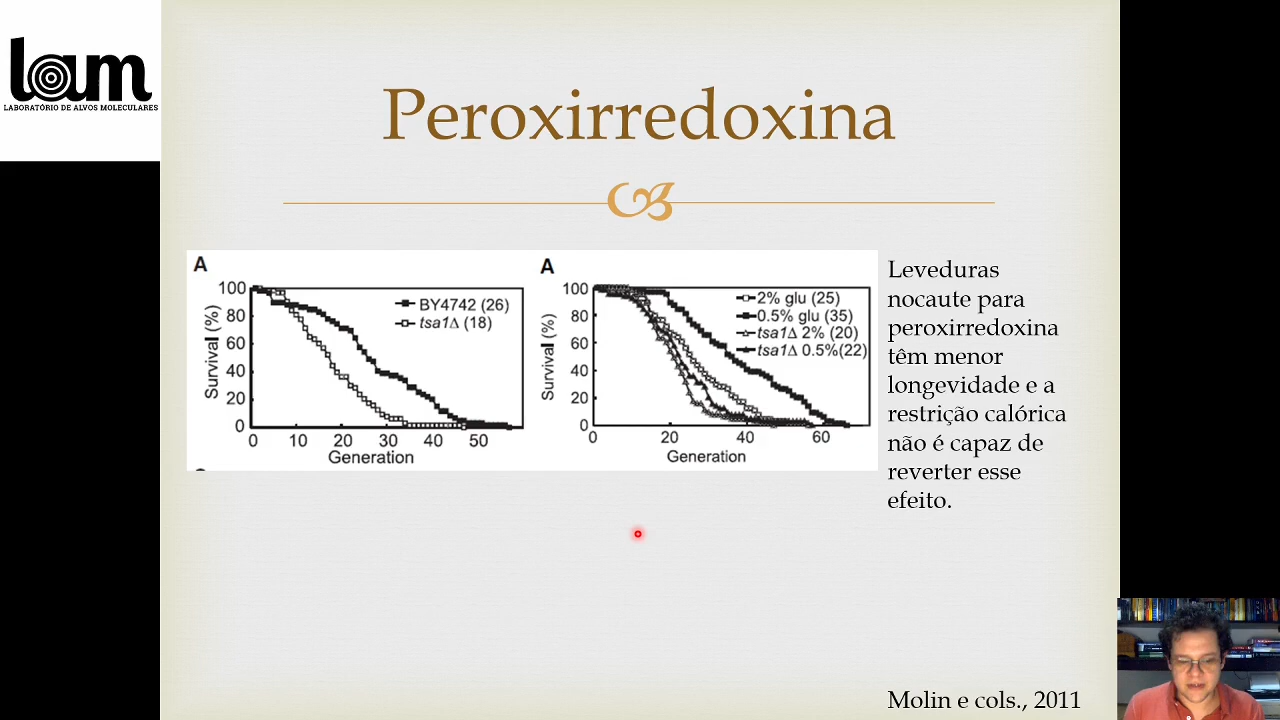 lam
LABORATÓRIO DE ALVOS MOLECULARES
Peroxirredoxina
A
100
80
60
40
20
0
Survival (%)
BY4742 (26)
tsa1Δ (18)
0 10 20 30 40 50
Generation
A
100
80
60
40
20
0
Survival (%)
2% glu (25)
0.5% glu (35)
tsa1Δ 2% (20)
tsa1Δ 0.5%(22)
0 20 40 60
Generation
Leveduras
nocaute para
peroxirredoxina
têm menor
longevidade e a
restrição calórica
não é capaz de
reverter esse
efeito.
Molin e cols., 2011